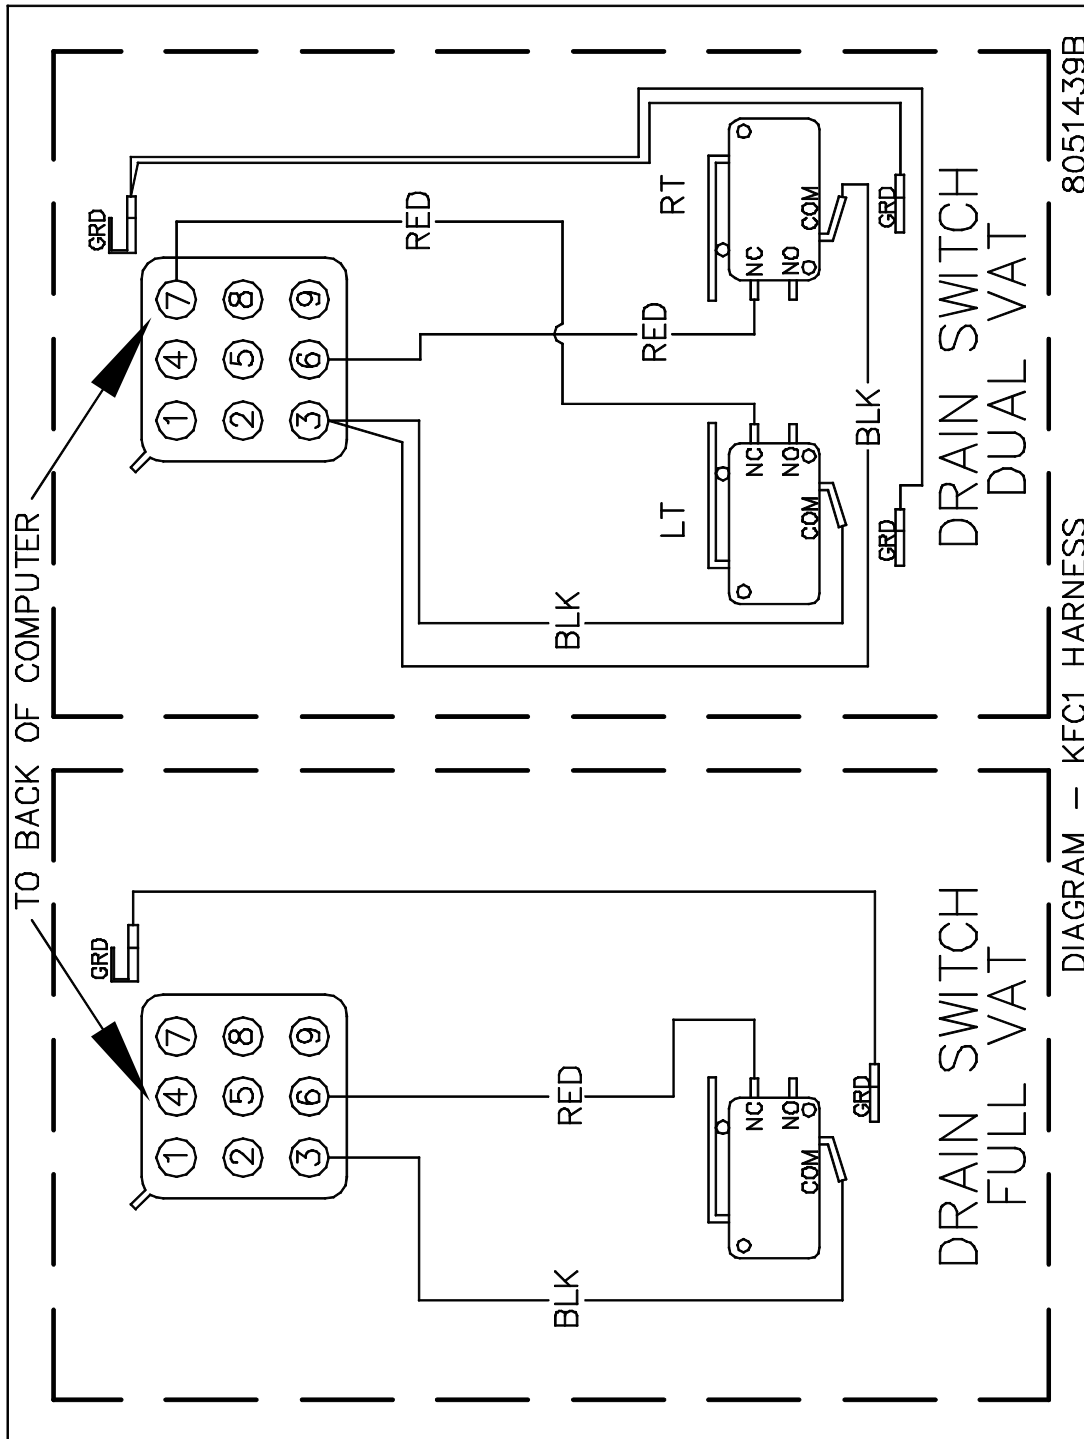 TO BACK OF COMPUTER
GRD
1 4 7
2 5 8
3 6 9
RED
BLK
NC
NO
COM
GRD
DRAIN SWITCH
FULL VAT
GRD
1 4 7
2 5 8
3 6 9
RED
RED
BLK
BLK
LT
NC
NO
COM
GRD
RT
NC
NO
COM
GRD
DRAIN SWITCH
DUAL VAT
DIAGRAM - KFC1 HARNESS
8051439B